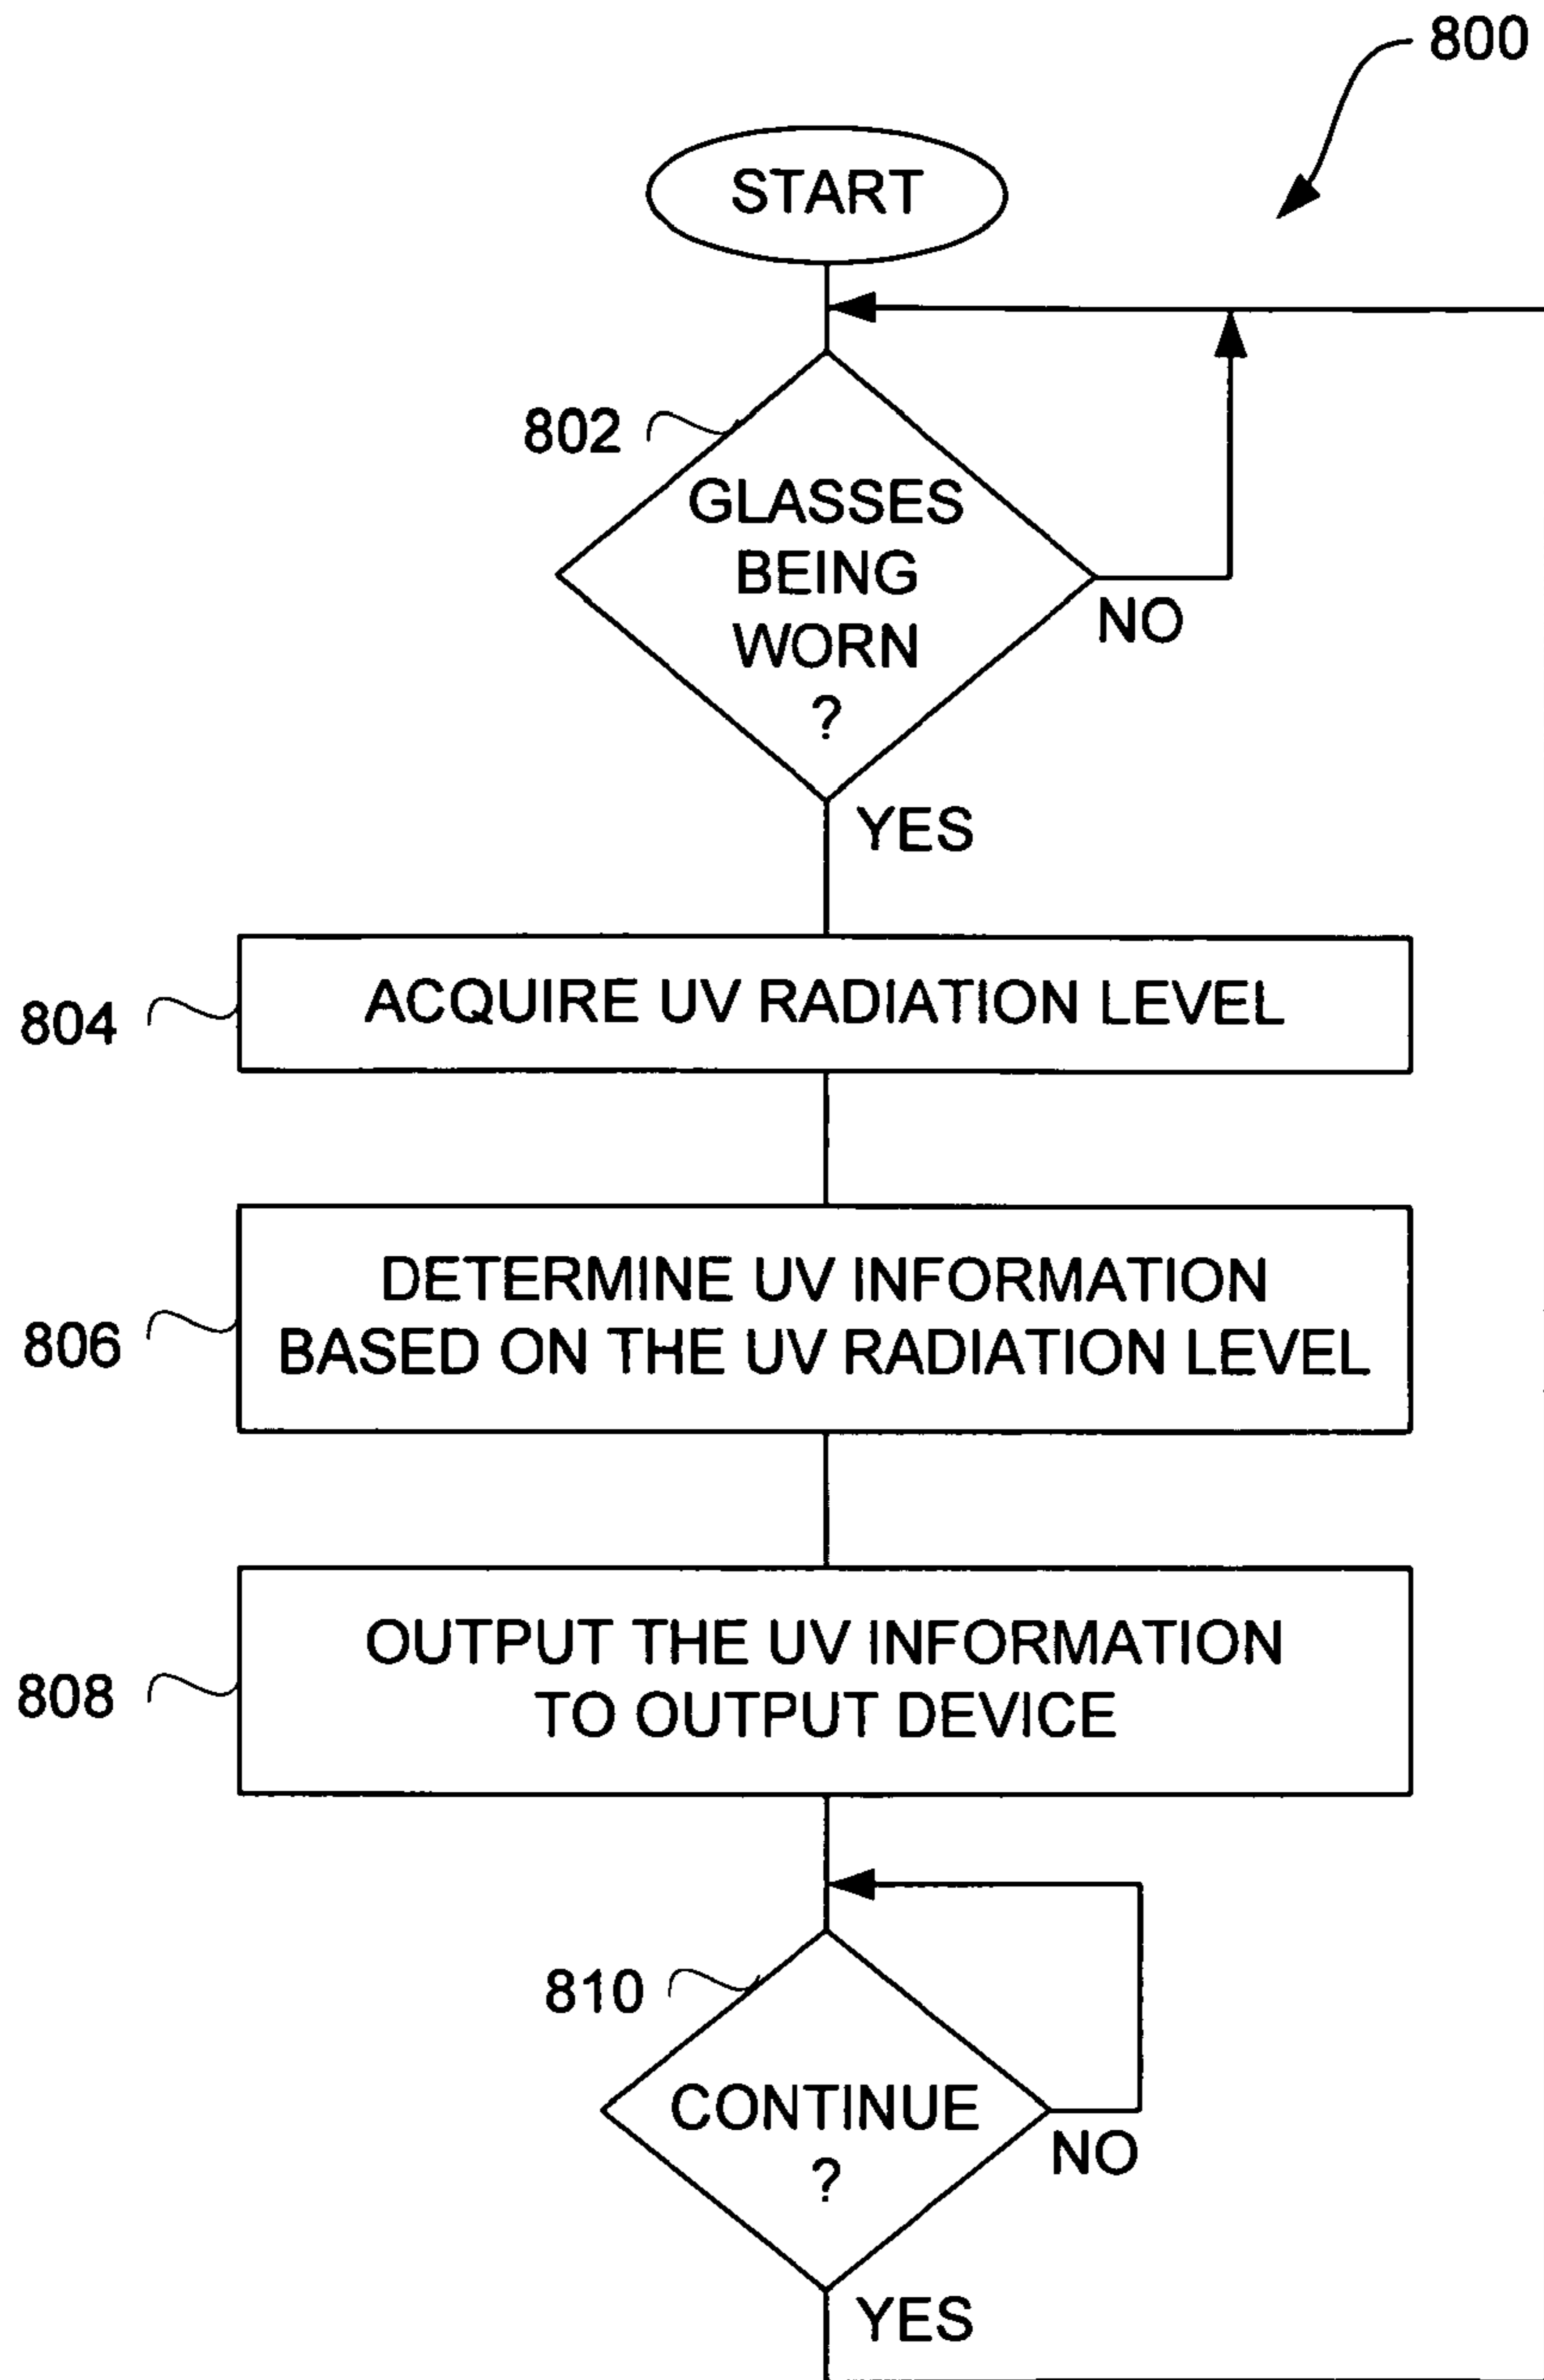 800
START
802
GLASSES
BEING
WORN
?
NO
YES
804
ACQUIRE UV RADIATION LEVEL
806
DETERMINE UV INFORMATION
BASED ON THE UV RADIATION LEVEL
808
OUTPUT THE UV INFORMATION
TO OUTPUT DEVICE
810
CONTINUE
?
NO
YES